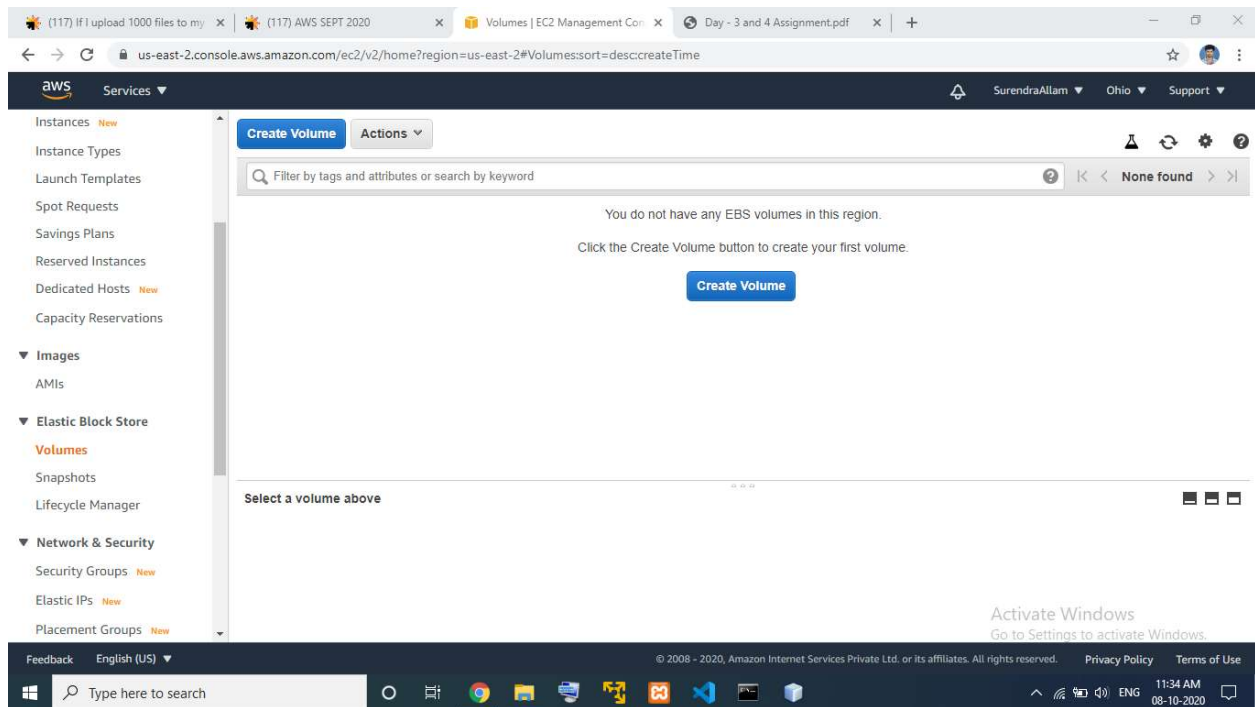 (117) If I upload 1000 files to my
(117) AWS SEPT 2020
Volumes | EC2 Management Con
Day - 3 and 4 Assignment.pdf
us-east-2.console.aws.amazon.com/ec2/v2/home?region=us-east-2#Volumes:sort=desc:createTime
aws
Services
SurendraAllam
Ohio
Support
Instances New
Instance Types
Launch Templates
Spot Requests
Savings Plans
Reserved Instances
Dedicated Hosts New
Capacity Reservations
Images
AMIs
Elastic Block Store
Volumes
Snapshots
Lifecycle Manager
Network & Security
Security Groups New
Elastic IPs New
Placement Groups New
Create Volume
Actions
Filter by tags and attributes or search by keyword
None found
You do not have any EBS volumes in this region.
Click the Create Volume button to create your first volume.
Create Volume
Select a volume above
Activate Windows
Go to Settings to activate Windows.
Feedback
English (US)
© 2008 - 2020, Amazon Internet Services Private Ltd. or its affiliates. All rights reserved.
Privacy Policy
Terms of Use
Type here to search
ENG
11:34 AM
08-10-2020